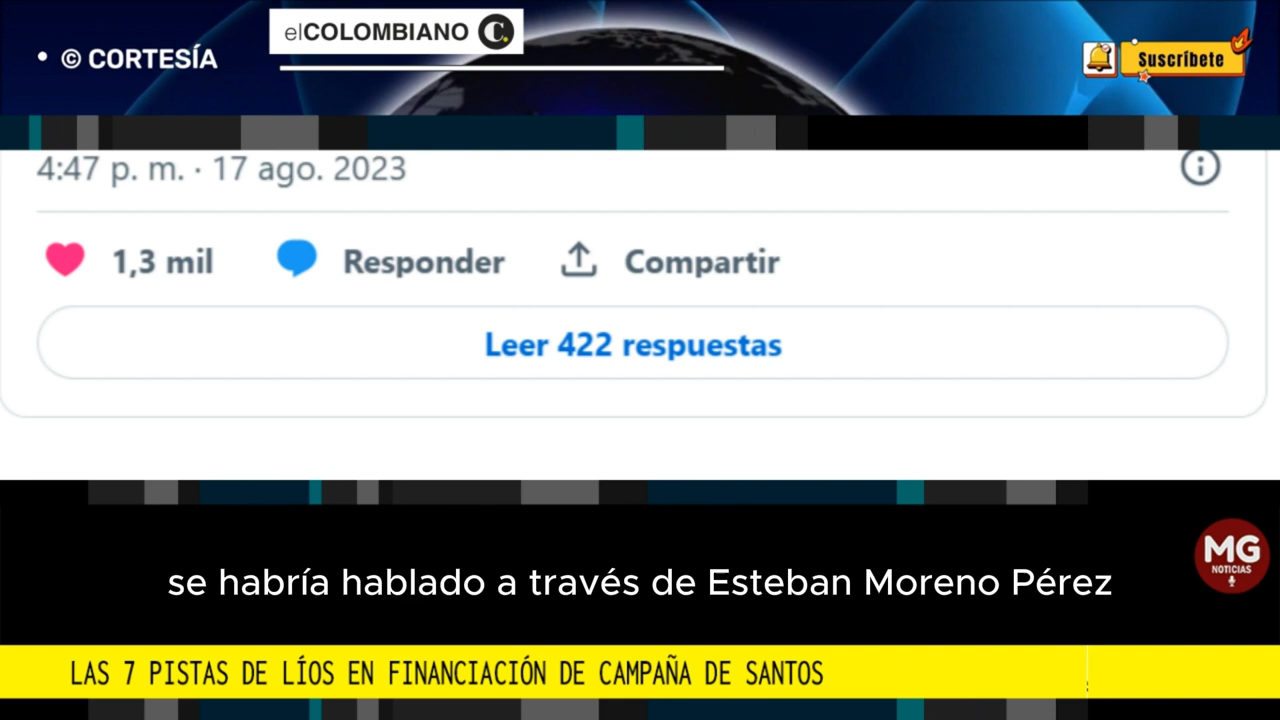 elCOLOMBIANO C.
• © CORTESÍA
Suscríbete
4:47 p. m. · 17 ago. 2023
1,3 mil Responder Compartir
Leer 422 respuestas
MG
NOTICIAS
se habría hablado a través de Esteban Moreno Pérez
LAS 7 PISTAS DE LÍOS EN FINANCIACIÓN DE CAMPAÑA DE SANTOS